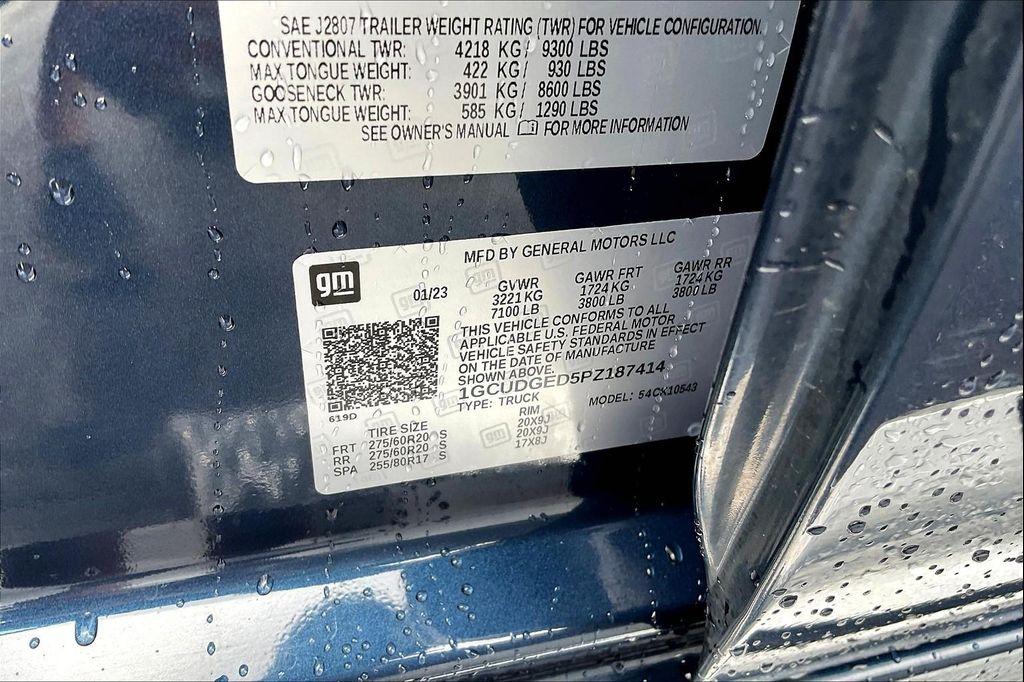 SAE J2807 TRAILER WEIGHT RATING (TWR) FOR VEHICLE CONFIGURATION.
CONVENTIONAL TWR: 4218 KG / 9300 LBS
MAX TONGUE WEIGHT: 422 KG / 930 LBS
GOOSENECK TWR: 3901 KG / 8600 LBS
MAX TONGUE WEIGHT: 585 KG / 1290 LBS
SEE OWNER'S MANUAL FOR MORE INFORMATION
MFD BY GENERAL MOTORS LLC
gm
01/23
GVWR GAWR FRT GAWR RR
3221 KG 1724 KG 1724 KG
7100 LB 3800 LB 3800 LB
THIS VEHICLE CONFORMS TO ALL
APPLICABLE U.S. FEDERAL MOTOR
VEHICLE SAFETY STANDARDS IN EFFECT
ON THE DATE OF MANUFACTURE
SHOWN ABOVE.
1GCUDGED5PZ187414
TYPE: TRUCK MODEL: 54CK10543
619D
TIRE SIZE RIM
FRT 275/60R20 S 20X9J
RR 275/60R20 S 20X9J
SPA 255/80R17 S 17X8J